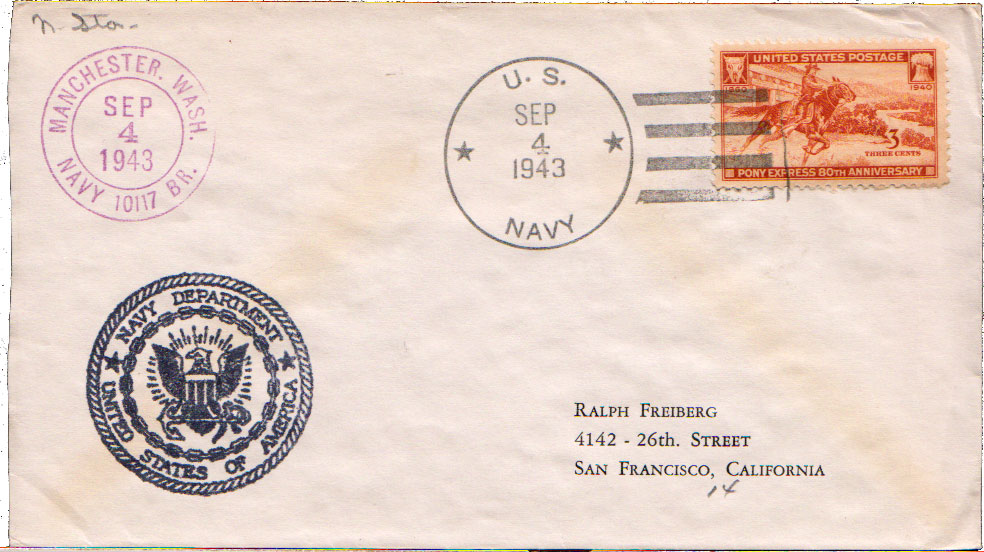 N. Sta-
MANCHESTER, WASH.
SEP
4
1943
NAVY 10117 BR.
U. S.
SEP
4
1943
NAVY
UNITED STATES POSTAGE
1860 1940
3
THREE CENTS
PONY EXPRESS 80TH ANNIVERSARY
NAVY DEPARTMENT
UNITED STATES OF AMERICA
RALPH FREIBERG
4142 - 26th. STREET
SAN FRANCISCO, CALIFORNIA
14